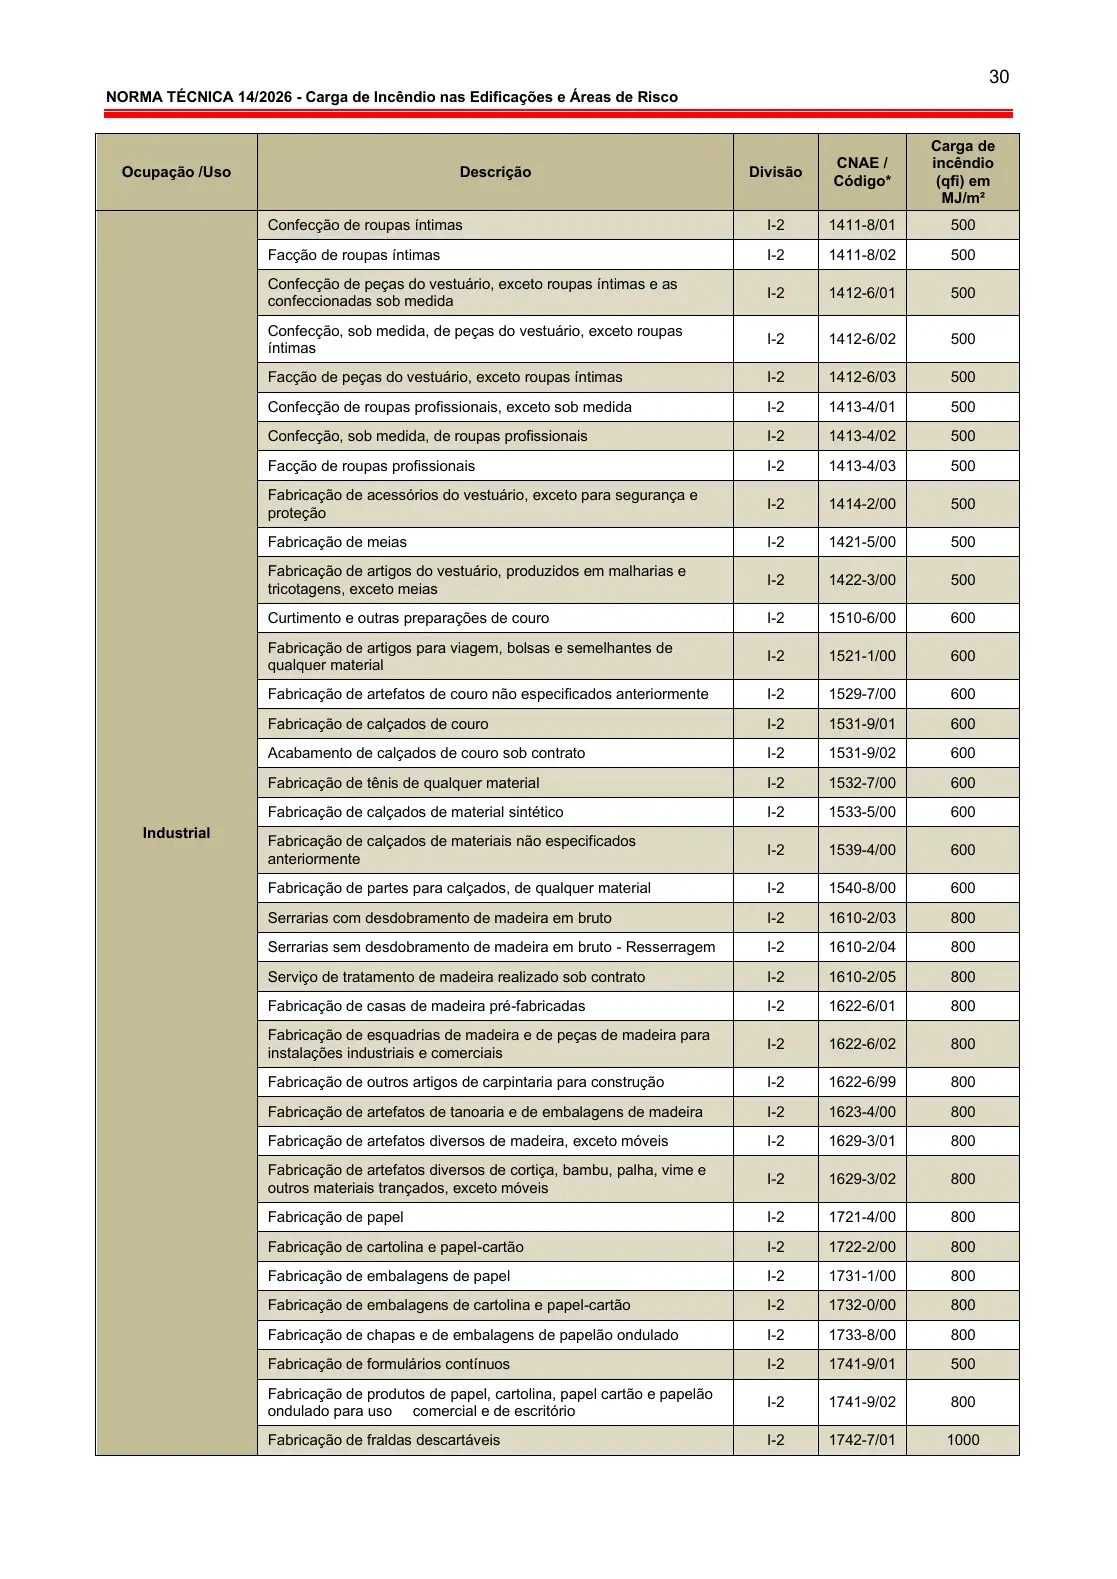 30
NORMA TÉCNICA 14/2026 - Carga de Incêndio nas Edificações e Áreas de Risco
Ocupação /Uso Descrição Divisão CNAE / Código* Carga de incêndio (qfi) em MJ/m²
Industrial
Confecção de roupas íntimas I-2 1411-8/01 500
Facção de roupas íntimas I-2 1411-8/02 500
Confecção de peças do vestuário, exceto roupas íntimas e as
confeccionadas sob medida I-2 1412-6/01 500
Confecção, sob medida, de peças do vestuário, exceto roupas
íntimas I-2 1412-6/02 500
Facção de peças do vestuário, exceto roupas íntimas I-2 1412-6/03 500
Confecção de roupas profissionais, exceto sob medida I-2 1413-4/01 500
Confecção, sob medida, de roupas profissionais I-2 1413-4/02 500
Facção de roupas profissionais I-2 1413-4/03 500
Fabricação de acessórios do vestuário, exceto para segurança e
proteção I-2 1414-2/00 500
Fabricação de meias I-2 1421-5/00 500
Fabricação de artigos do vestuário, produzidos em malharias e
tricotagens, exceto meias I-2 1422-3/00 500
Curtimento e outras preparações de couro I-2 1510-6/00 600
Fabricação de artigos para viagem, bolsas e semelhantes de
qualquer material I-2 1521-1/00 600
Fabricação de artefatos de couro não especificados anteriormente I-2 1529-7/00 600
Fabricação de calçados de couro I-2 1531-9/01 600
Acabamento de calçados de couro sob contrato I-2 1531-9/02 600
Fabricação de tênis de qualquer material I-2 1532-7/00 600
Fabricação de calçados de material sintético I-2 1533-5/00 600
Fabricação de calçados de materiais não especificados
anteriormente I-2 1539-4/00 600
Fabricação de partes para calçados, de qualquer material I-2 1540-8/00 600
Serrarias com desdobramento de madeira em bruto I-2 1610-2/03 800
Serrarias sem desdobramento de madeira em bruto - Resserragem I-2 1610-2/04 800
Serviço de tratamento de madeira realizado sob contrato I-2 1610-2/05 800
Fabricação de casas de madeira pré-fabricadas I-2 1622-6/01 800
Fabricação de esquadrias de madeira e de peças de madeira para
instalações industriais e comerciais I-2 1622-6/02 800
Fabricação de outros artigos de carpintaria para construção I-2 1622-6/99 800
Fabricação de artefatos de tanoaria e de embalagens de madeira I-2 1623-4/00 800
Fabricação de artefatos diversos de madeira, exceto móveis I-2 1629-3/01 800
Fabricação de artefatos diversos de cortiça, bambu, palha, vime e
outros materiais trançados, exceto móveis I-2 1629-3/02 800
Fabricação de papel I-2 1721-4/00 800
Fabricação de cartolina e papel-cartão I-2 1722-2/00 800
Fabricação de embalagens de papel I-2 1731-1/00 800
Fabricação de embalagens de cartolina e papel-cartão I-2 1732-0/00 800
Fabricação de chapas e de embalagens de papelão ondulado I-2 1733-8/00 800
Fabricação de formulários contínuos I-2 1741-9/01 500
Fabricação de produtos de papel, cartolina, papel cartão e papelão
ondulado para uso comercial e de escritório I-2 1741-9/02 800
Fabricação de fraldas descartáveis I-2 1742-7/01 1000